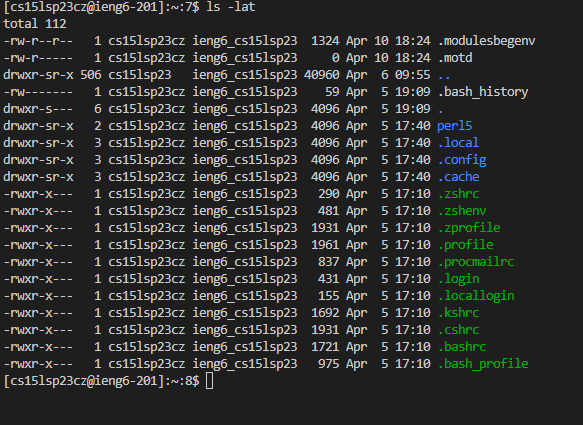 [cs15lsp23cz@ieng6-201]:~:7$ ls -lat
total 112
-rw-r--r--   1 cs15lsp23cz ieng6_cs15lsp23  1324 Apr 10 18:24 .modulesbegenv
-rw-r-----   1 cs15lsp23cz ieng6_cs15lsp23     0 Apr 10 18:24 .motd
drwxr-sr-x 506 cs15lsp23   ieng6_cs15lsp23 40960 Apr  6 09:55 ..
-rw-------   1 cs15lsp23cz ieng6_cs15lsp23    59 Apr  5 19:09 .bash_history
drwxr-s---   6 cs15lsp23cz ieng6_cs15lsp23  4096 Apr  5 19:09 .
drwxr-sr-x   2 cs15lsp23cz ieng6_cs15lsp23  4096 Apr  5 17:40 perl5
drwxr-sr-x   3 cs15lsp23cz ieng6_cs15lsp23  4096 Apr  5 17:40 .local
drwxr-sr-x   3 cs15lsp23cz ieng6_cs15lsp23  4096 Apr  5 17:40 .config
drwxr-sr-x   3 cs15lsp23cz ieng6_cs15lsp23  4096 Apr  5 17:40 .cache
-rwxr-x---   1 cs15lsp23cz ieng6_cs15lsp23   290 Apr  5 17:10 .zshrc
-rwxr-x---   1 cs15lsp23cz ieng6_cs15lsp23   481 Apr  5 17:10 .zshenv
-rwxr-x---   1 cs15lsp23cz ieng6_cs15lsp23  1931 Apr  5 17:10 .zprofile
-rwxr-x---   1 cs15lsp23cz ieng6_cs15lsp23  1961 Apr  5 17:10 .profile
-rwxr-x---   1 cs15lsp23cz ieng6_cs15lsp23   837 Apr  5 17:10 .procmailrc
-rwxr-x---   1 cs15lsp23cz ieng6_cs15lsp23   431 Apr  5 17:10 .login
-rwxr-x---   1 cs15lsp23cz ieng6_cs15lsp23   155 Apr  5 17:10 .locallogin
-rwxr-x---   1 cs15lsp23cz ieng6_cs15lsp23  1692 Apr  5 17:10 .kshrc
-rwxr-x---   1 cs15lsp23cz ieng6_cs15lsp23  1931 Apr  5 17:10 .cshrc
-rwxr-x---   1 cs15lsp23cz ieng6_cs15lsp23  1721 Apr  5 17:10 .bashrc
-rwxr-x---   1 cs15lsp23cz ieng6_cs15lsp23   975 Apr  5 17:10 .bash_profile
[cs15lsp23cz@ieng6-201]:~:8$